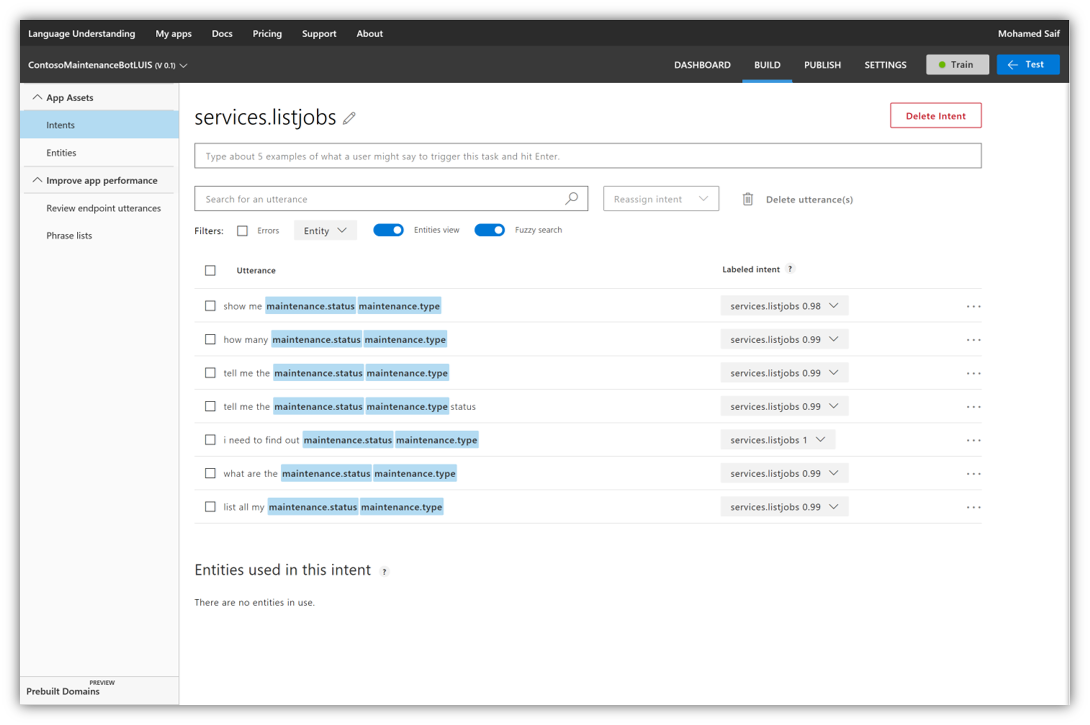 Language Understanding My apps Docs Pricing Support About Mohamed Saif
ContosoMaintenanceBotLUIS (V 0.1) DASHBOARD BUILD PUBLISH SETTINGS Train Test
App Assets
Intents
Entities
Improve app performance
Review endpoint utterances
Phrase lists
services.listjobs Delete Intent
Type about 5 examples of what a user might say to trigger this task and hit Enter.
Search for an utterance Reassign intent Delete utterance(s)
Filters: Errors Entity Entities view Fuzzy search
Utterance Labeled intent ?
show me maintenance.status maintenance.type services.listjobs 0.98 ...
how many maintenance.status maintenance.type services.listjobs 0.99 ...
tell me the maintenance.status maintenance.type services.listjobs 0.99 ...
tell me the maintenance.status maintenance.type status services.listjobs 0.99 ...
i need to find out maintenance.status maintenance.type services.listjobs 1 ...
what are the maintenance.status maintenance.type services.listjobs 0.99 ...
list all my maintenance.status maintenance.type services.listjobs 0.99 ...
Entities used in this intent ?
There are no entities in use.
PREVIEW
Prebuilt Domains